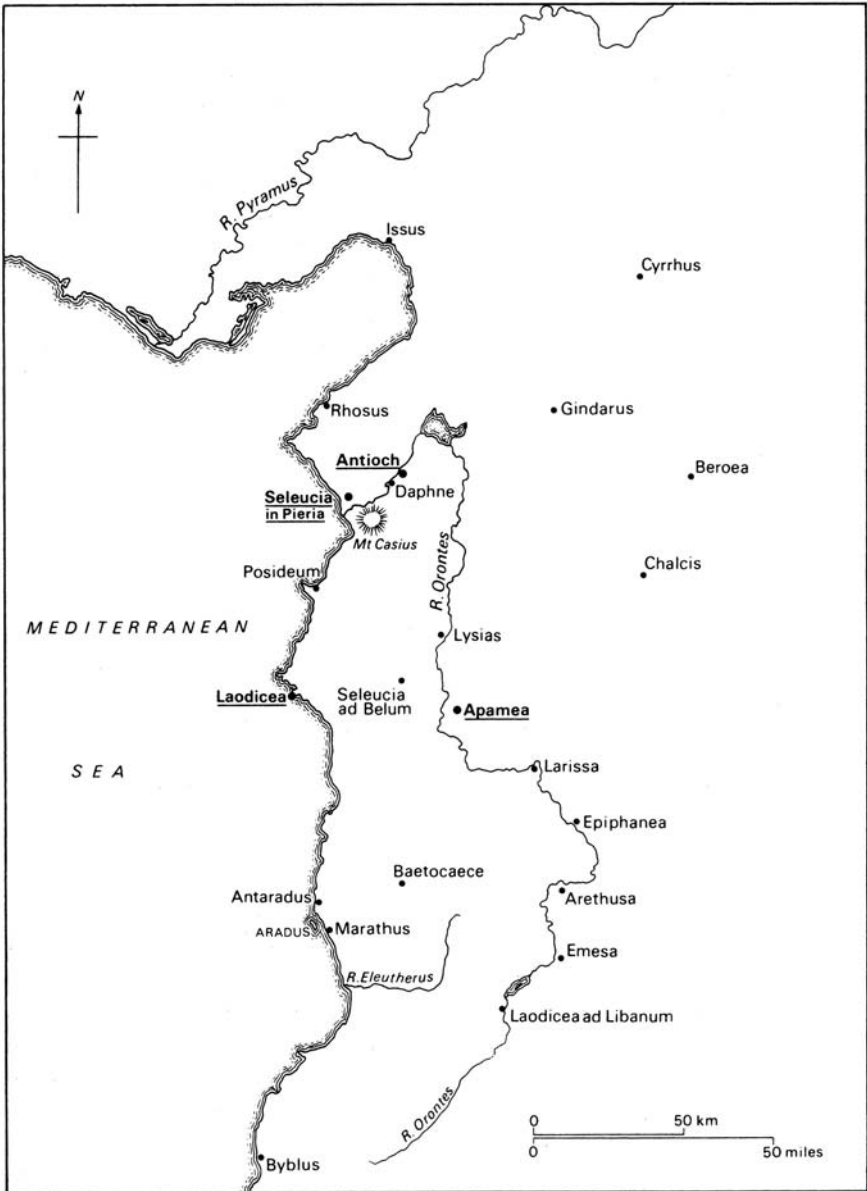 N
R. Pyramus
Issus
Cyrrhus
Rhosus
Gindarus
Antioch
Beroea
Daphne
Seleucia
in Pieria
Mt Casius
Chalcis
Posideum
R. Orontes
MEDITERRANEAN
Lysias
Laodicea
Seleucia
ad Belum
Apamea
SEA
Larissa
Epiphanea
Baetocaece
Arethusa
Antaradus
ARADUS
Marathus
Emesa
R.Eleutherus
Laodicea ad Libanum
R. Orontes
0 50 km
0 50 miles
Byblus